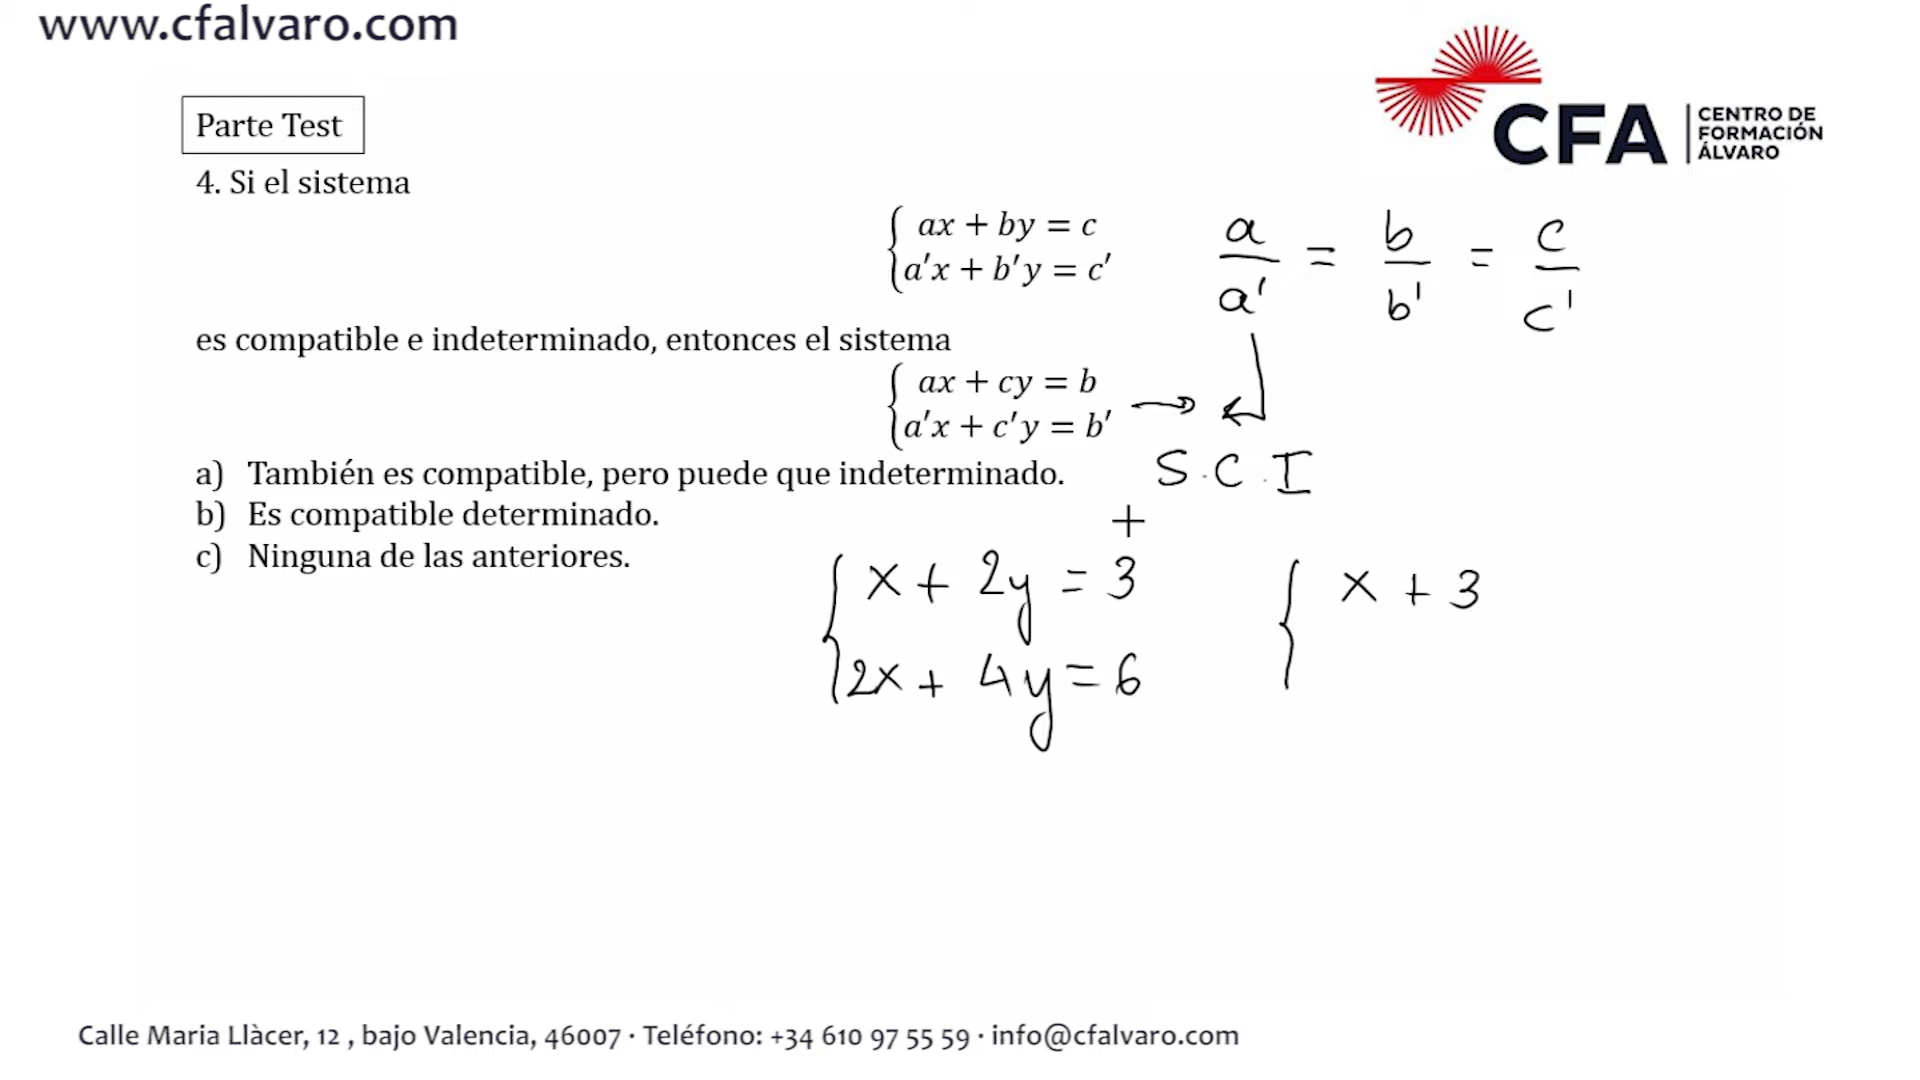 www.cfalvaro.com
CFA
CENTRO DE
FORMACIÓN
ÁLVARO
Parte Test
4. Si el sistema
ax + by = c
a'x + b'y = c'
a/a' = b/b' = c/c'
es compatible e indeterminado, entonces el sistema
ax + cy = b
a'x + c'y = b'
a) También es compatible, pero puede que indeterminado.
S.C.I
b) Es compatible determinado.
+
c) Ninguna de las anteriores.
x + 2y = 3
2x + 4y = 6
x + 3
Calle Maria Llàcer, 12 , bajo Valencia, 46007 · Teléfono: +34 610 97 55 59 · info@cfalvaro.com